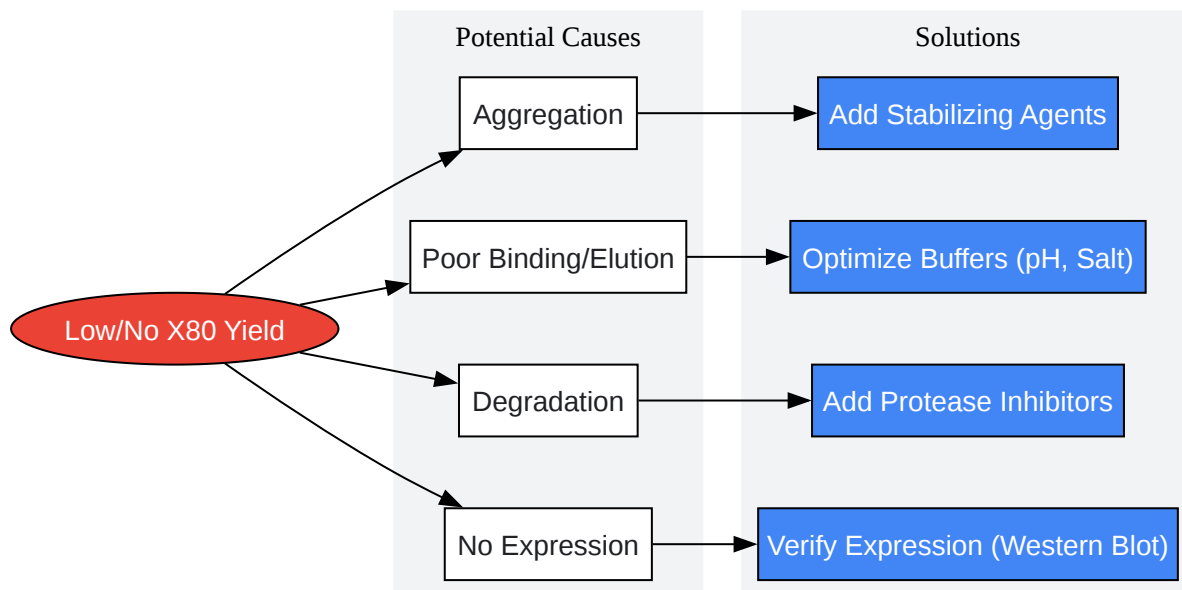 Potential Causes
Solutions
Aggregation
Add Stabilizing Agents
Poor Binding/Elution
Optimize Buffers (pH, Salt)
Low/No X80 Yield
Degradation
Add Protease Inhibitors
No Expression
Verify Expression (Western Blot)